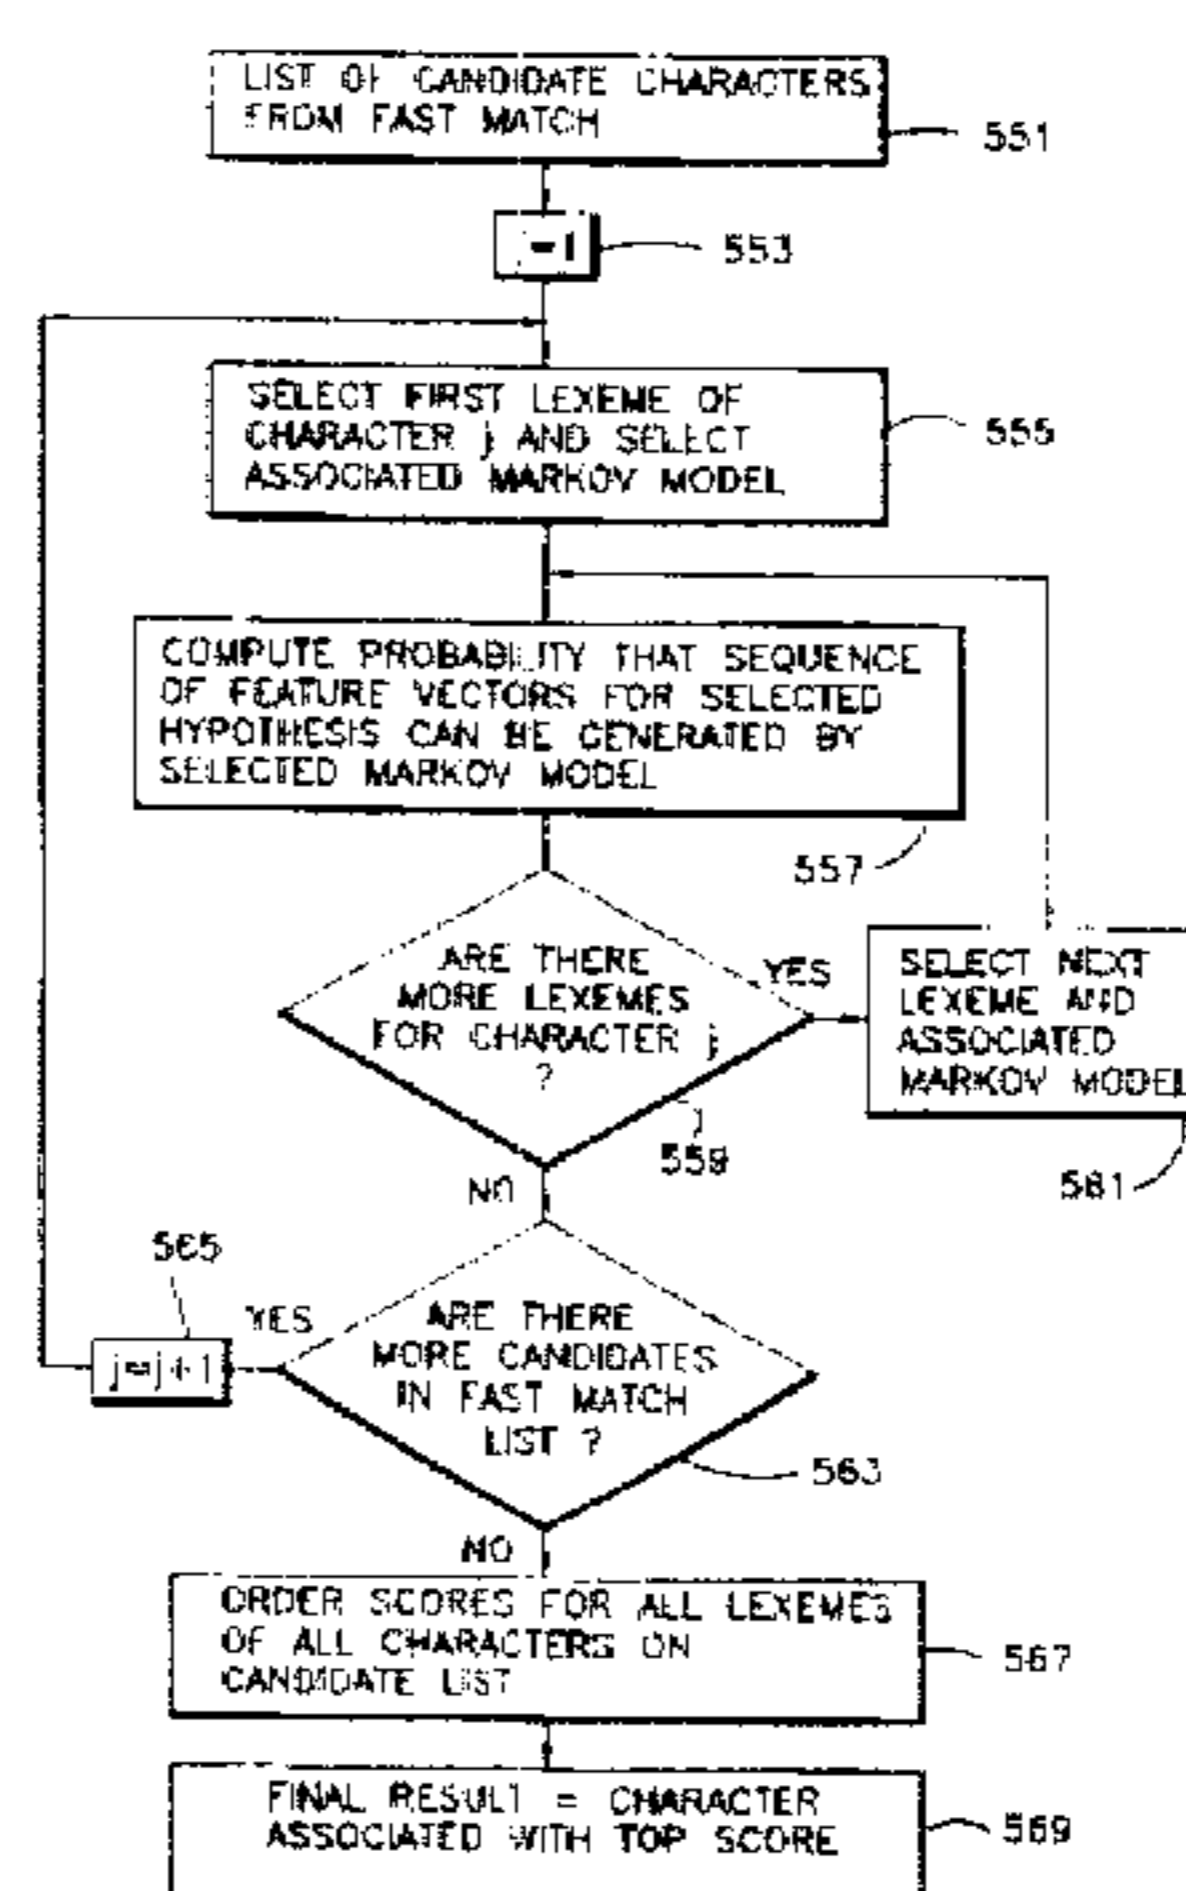 LIST OF CANDIDATE CHARACTERS
FROM FAST MATCH
551
=1
553
SELECT FIRST LEXEME OF
CHARACTER j AND SELECT
ASSOCIATED MARKOV MODEL
555
COMPUTE PROBABILITY THAT SEQUENCE
OF FEATURE VECTORS FOR SELECTED
HYPOTHESIS CAN BE GENERATED BY
SELECTED MARKOV MODEL
557
ARE THERE
MORE LEXEMES
FOR CHARACTER j
?
YES
559
NO
SELECT NEXT
LEXEME AND
ASSOCIATED
MARKOV MODEL
561
565
YES
j=j+1
ARE THERE
MORE CANDIDATES
IN FAST MATCH
LIST ?
563
NO
ORDER SCORES FOR ALL LEXEMES
OF ALL CHARACTERS ON
CANDIDATE LIST
567
FINAL RESULT = CHARACTER
ASSOCIATED WITH TOP SCORE
569